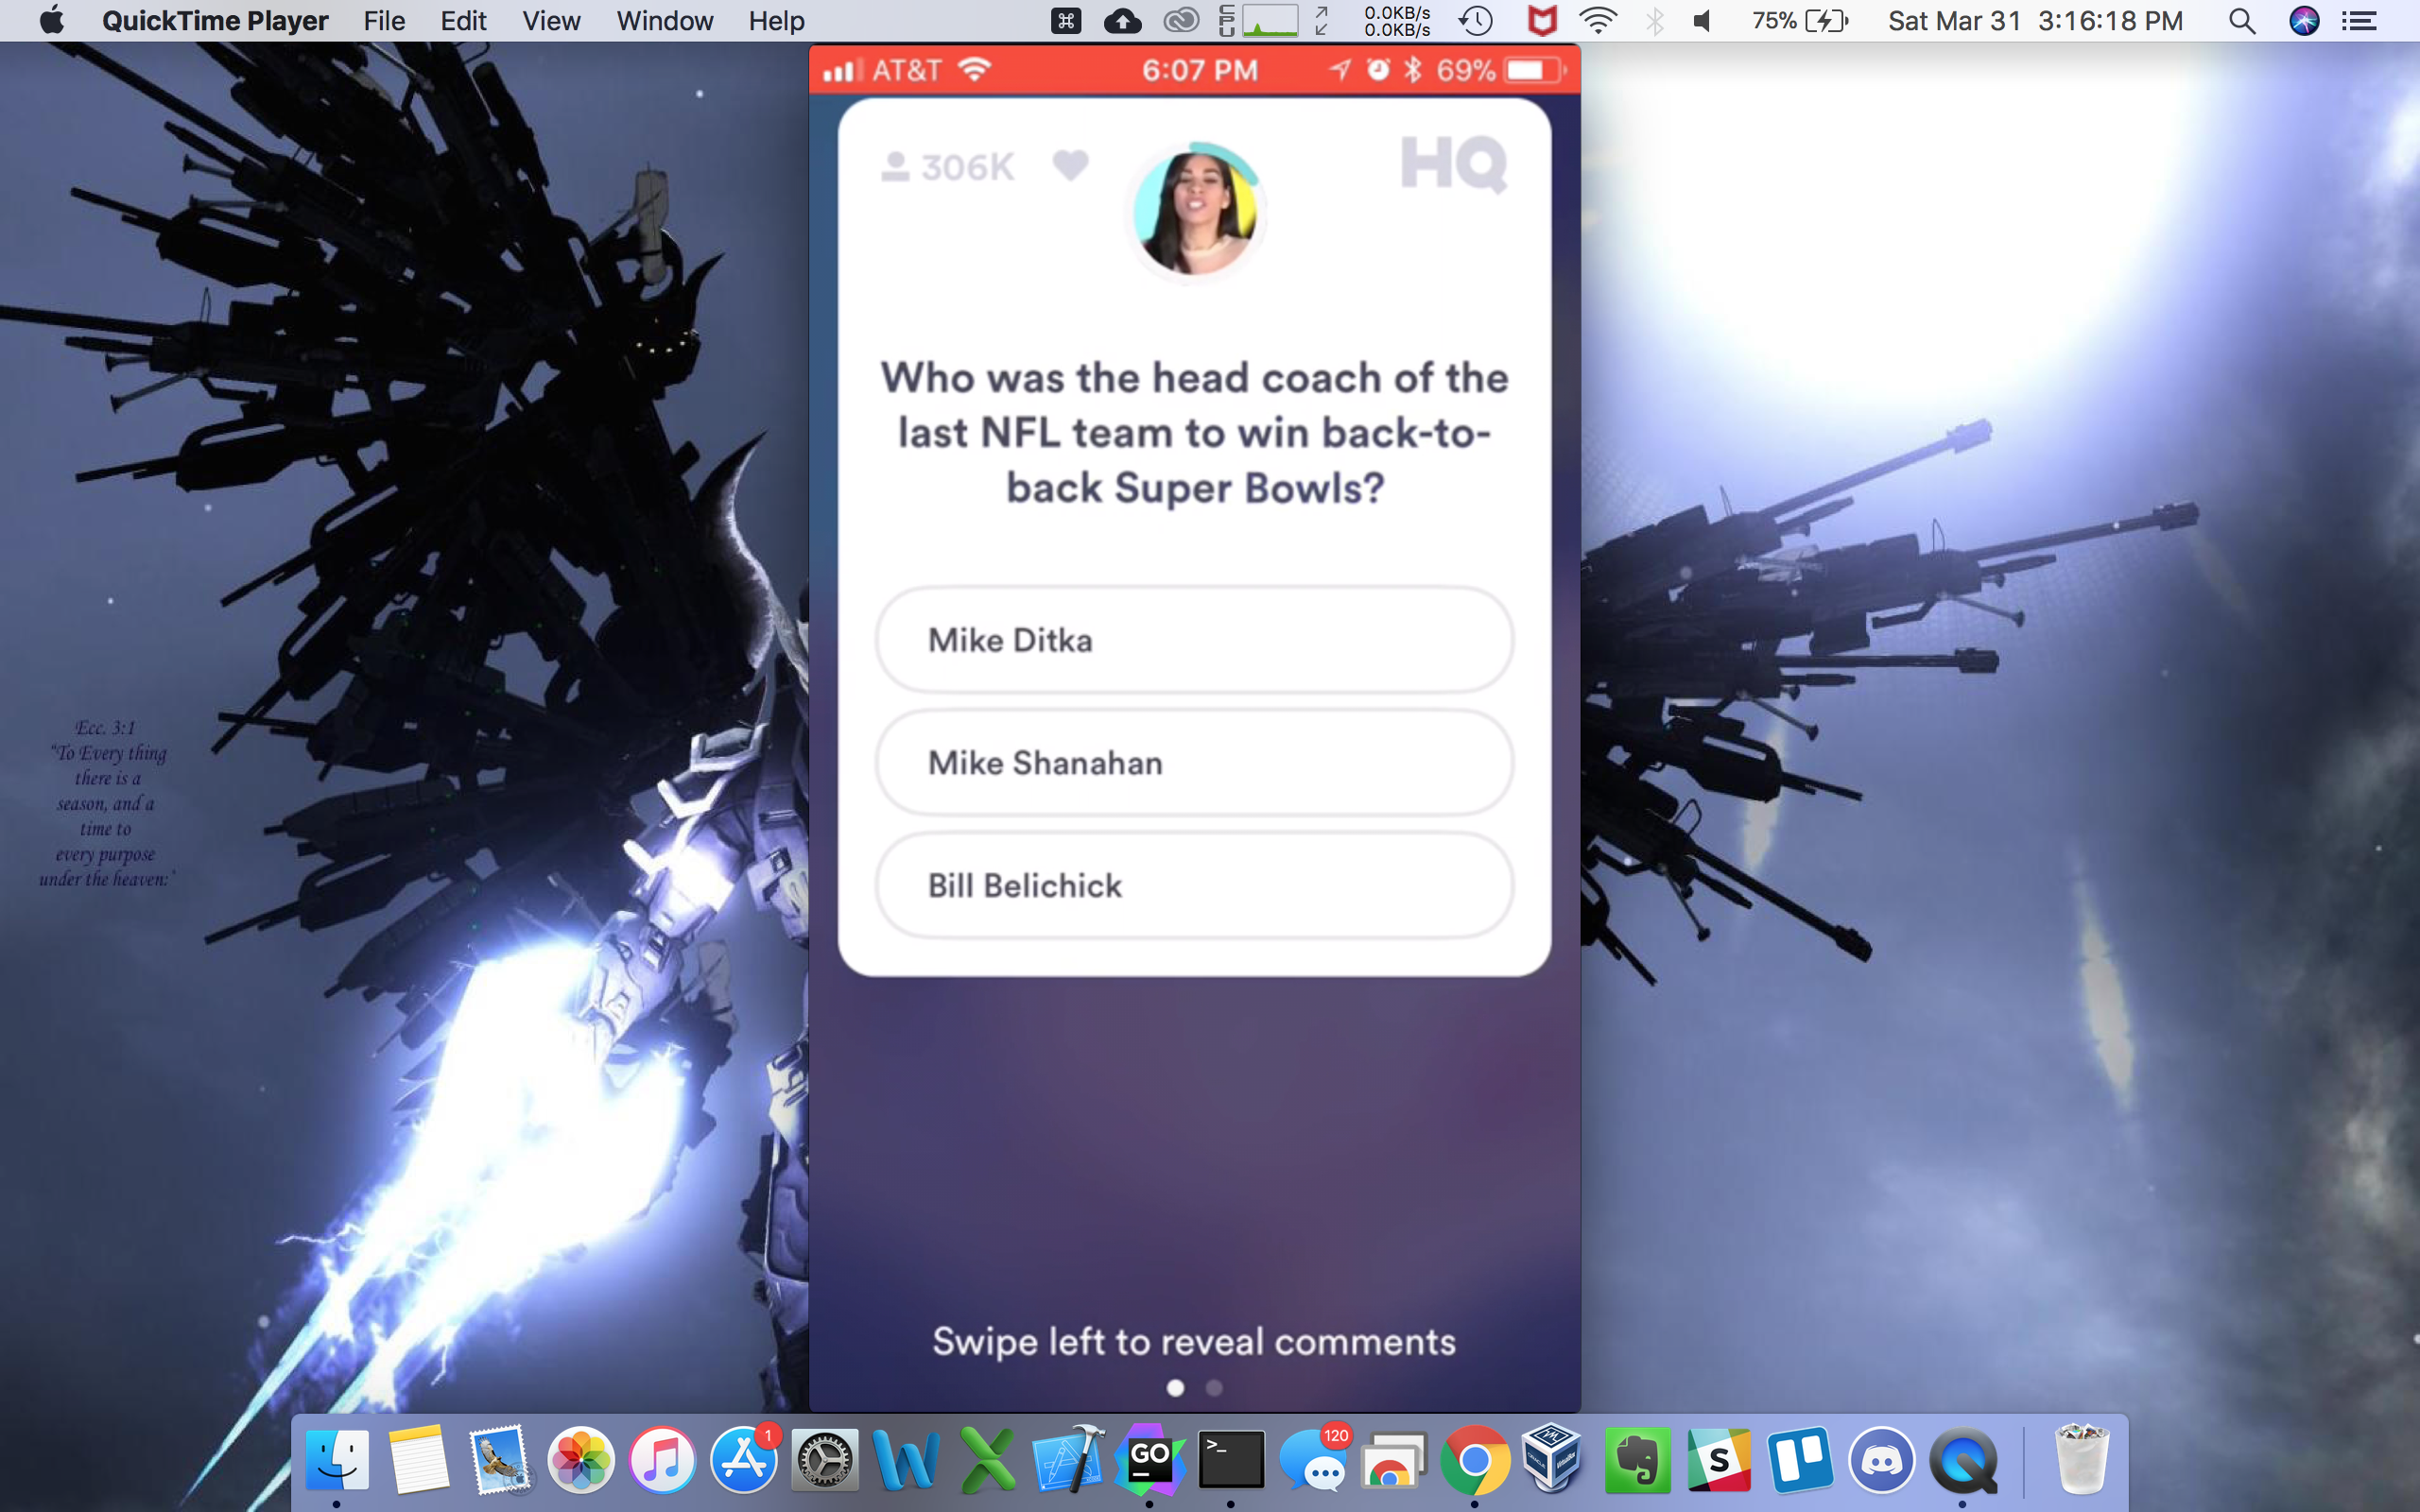 QuickTime Player File Edit View Window Help
CPU
0.0KB/s
0.0KB/s
75%
Sat Mar 31 3:16:18 PM
AT&T 6:07 PM 69%
306K
HQ
Who was the head coach of the
last NFL team to win back-to-
back Super Bowls?
Mike Ditka
Mike Shanahan
Bill Belichick
Swipe left to reveal comments
Ecc. 3:1
"To Every thing
there is a
season, and a
time to
every purpose
under the heaven:"
1
W
X
GO
>_
120
S